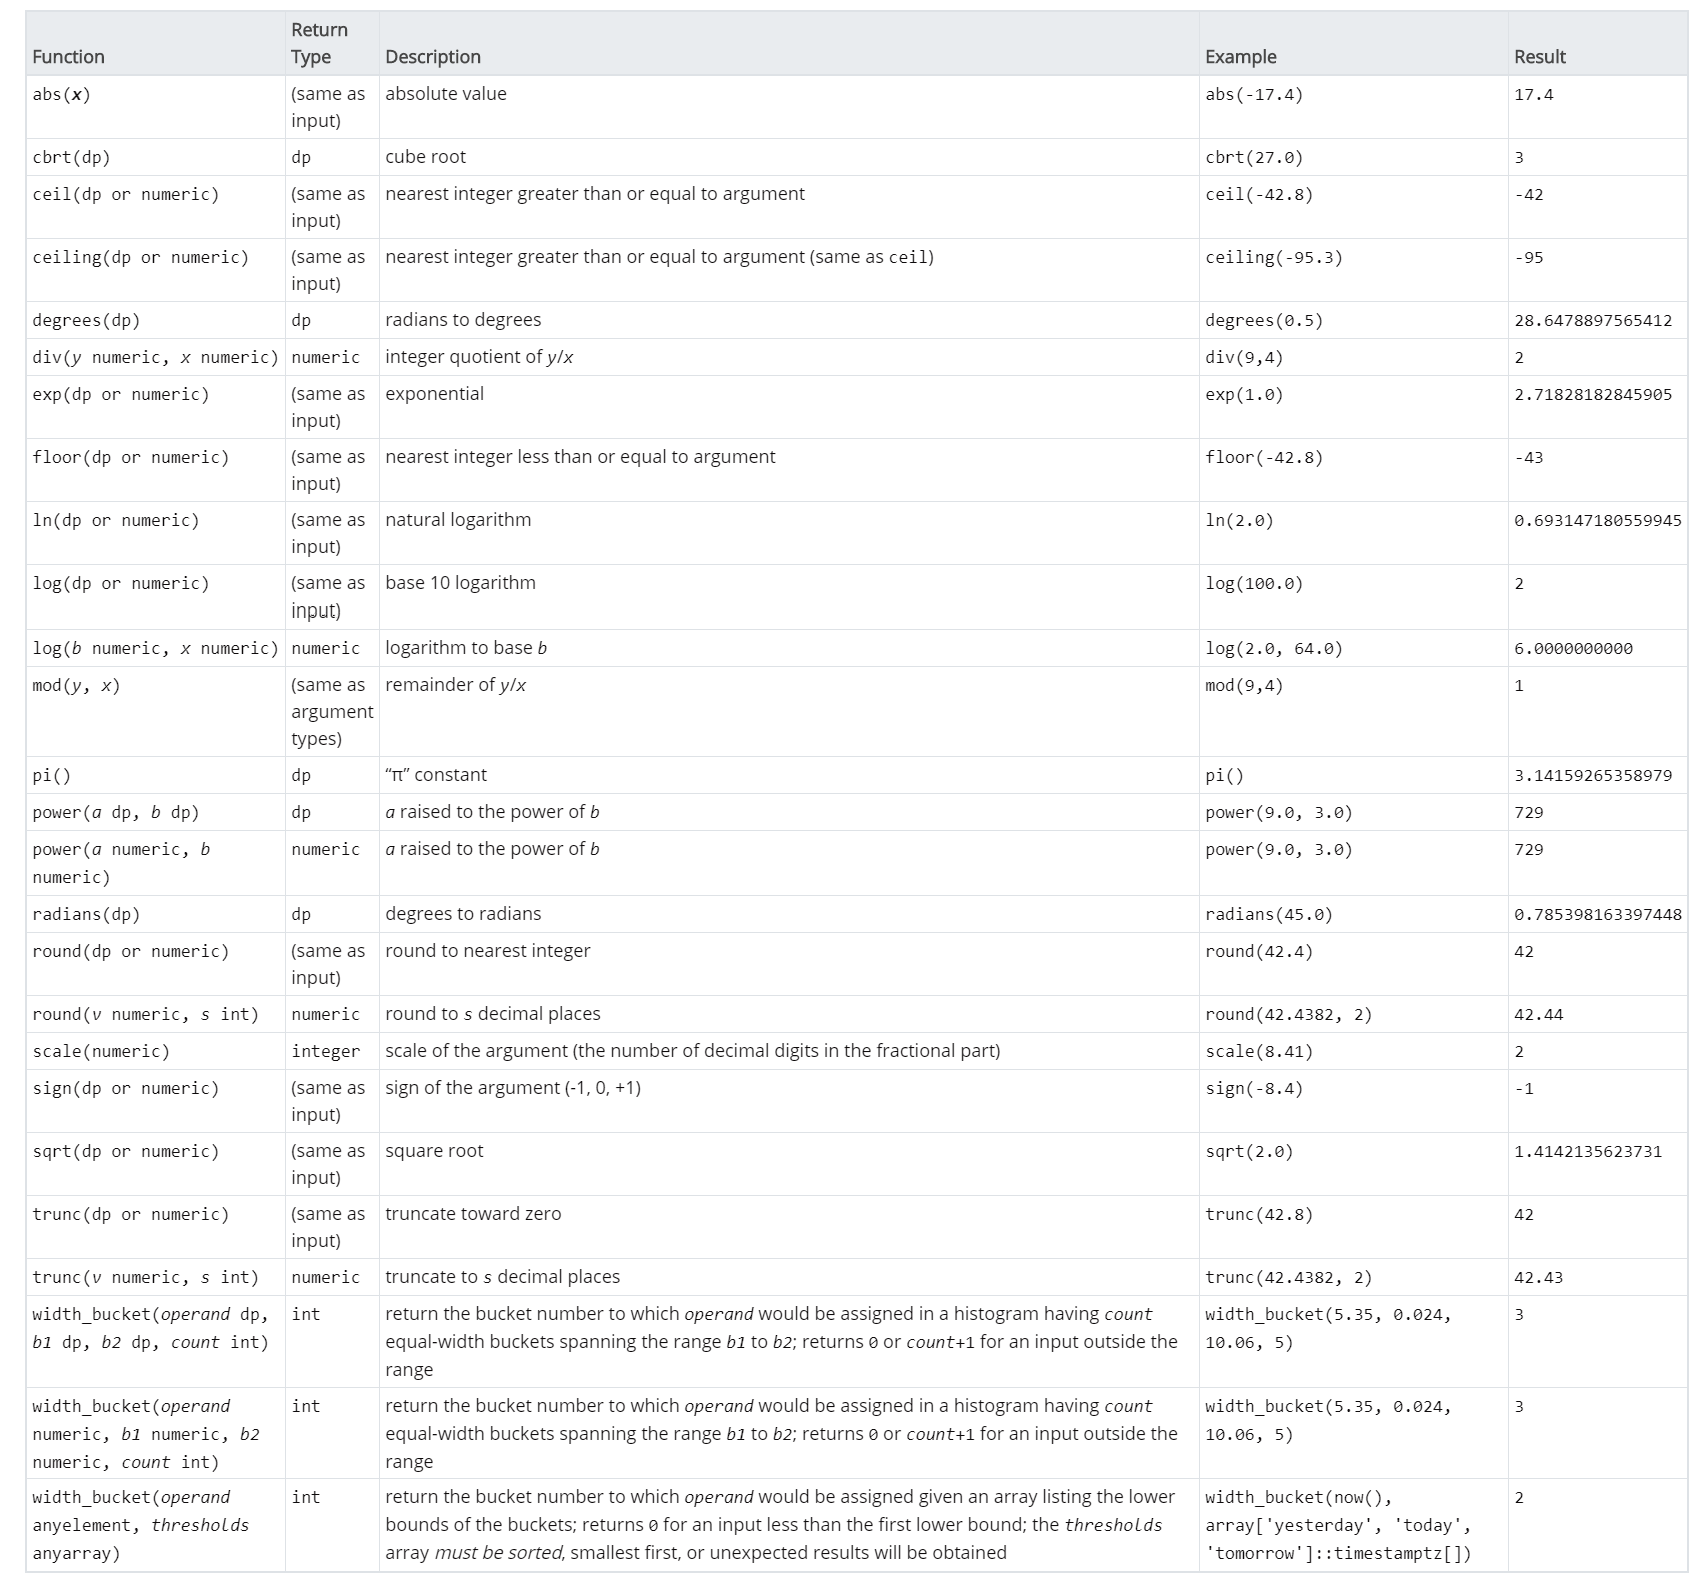 Function Return Type Description Example Result
abs(x) (same as input) absolute value abs(-17.4) 17.4
cbrt(dp) dp cube root cbrt(27.0) 3
ceil(dp or numeric) (same as input) nearest integer greater than or equal to argument ceil(-42.8) -42
ceiling(dp or numeric) (same as input) nearest integer greater than or equal to argument (same as ceil) ceiling(-95.3) -95
degrees(dp) dp radians to degrees degrees(0.5) 28.6478897565412
div(y numeric, x numeric) numeric integer quotient of y/x div(9,4) 2
exp(dp or numeric) (same as input) exponential exp(1.0) 2.71828182845905
floor(dp or numeric) (same as input) nearest integer less than or equal to argument floor(-42.8) -43
ln(dp or numeric) (same as input) natural logarithm ln(2.0) 0.693147180559945
log(dp or numeric) (same as input) base 10 logarithm log(100.0) 2
log(b numeric, x numeric) numeric logarithm to base b log(2.0, 64.0) 6.0000000000
mod(y, x) (same as argument types) remainder of y/x mod(9,4) 1
pi() dp “π” constant pi() 3.14159265358979
power(a dp, b dp) dp a raised to the power of b power(9.0, 3.0) 729
power(a numeric, b numeric) numeric a raised to the power of b power(9.0, 3.0) 729
radians(dp) dp degrees to radians radians(45.0) 0.785398163397448
round(dp or numeric) (same as input) round to nearest integer round(42.4) 42
round(v numeric, s int) numeric round to s decimal places round(42.4382, 2) 42.44
scale(numeric) integer scale of the argument (the number of decimal digits in the fractional part) scale(8.41) 2
sign(dp or numeric) (same as input) sign of the argument (-1, 0, +1) sign(-8.4) -1
sqrt(dp or numeric) (same as input) square root sqrt(2.0) 1.4142135623731
trunc(dp or numeric) (same as input) truncate toward zero trunc(42.8) 42
trunc(v numeric, s int) numeric truncate to s decimal places trunc(42.4382, 2) 42.43
width_bucket(operand dp, b1 dp, b2 dp, count int) int return the bucket number to which operand would be assigned in a histogram having count equal-width buckets spanning the range b1 to b2; returns 0 or count+1 for an input outside the range width_bucket(5.35, 0.024, 10.06, 5) 3
width_bucket(operand numeric, b1 numeric, b2 numeric, count int) int return the bucket number to which operand would be assigned in a histogram having count equal-width buckets spanning the range b1 to b2; returns 0 or count+1 for an input outside the range width_bucket(5.35, 0.024, 10.06, 5) 3
width_bucket(operand anyelement, thresholds anyarray) int return the bucket number to which operand would be assigned given an array listing the lower bounds of the buckets; returns 0 for an input less than the first lower bound; the thresholds array must be sorted, smallest first, or unexpected results will be obtained width_bucket(now(), array['yesterday', 'today', 'tomorrow']::timestamptz[]) 2